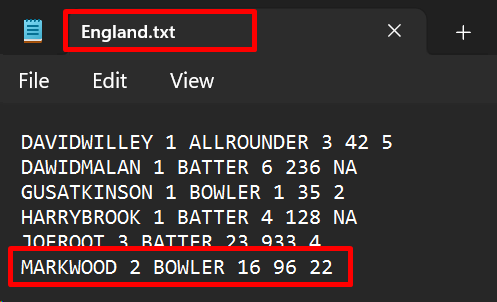 England.txt
File Edit View
DAVIDWILLEY 1 ALLROUNDER 3 42 5
DAWIDMALAN 1 BATTER 6 236 NA
GUSATKINSON 1 BOWLER 1 35 2
HARRYBROOK 1 BATTER 4 128 NA
JOEROOT 3 BATTER 23 933 4
MARKWOOD 2 BOWLER 16 96 22